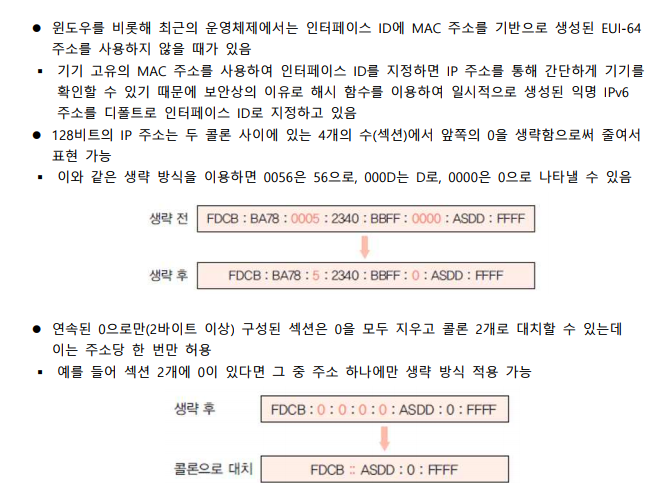 ● 윈도우를 비롯해 최근의 운영체제에서는 인터페이스 ID에 MAC 주소를 기반으로 생성된 EUI-64
주소를 사용하지 않을 때가 있음
▪ 기기 고유의 MAC 주소를 사용하여 인터페이스 ID를 지정하면 IP 주소를 통해 간단하게 기기를
확인할 수 있기 때문에 보안상의 이유로 해시 함수를 이용하여 일시적으로 생성된 익명 IPv6
주소를 디폴트로 인터페이스 ID로 지정하고 있음
● 128비트의 IP 주소는 두 콜론 사이에 있는 4개의 수(섹션)에서 앞쪽의 0을 생략함으로써 줄여서
표현 가능
▪ 이와 같은 생략 방식을 이용하면 0056은 56으로, 000D는 D로, 0000은 0으로 나타낼 수 있음
생략 전 FDCB : BA78 : 0005 : 2340 : BBFF : 0000 : ASDD : FFFF
생략 후 FDCB : BA78 : 5 : 2340 : BBFF : 0 : ASDD : FFFF
● 연속된 0으로만(2바이트 이상) 구성된 섹션은 0을 모두 지우고 콜론 2개로 대치할 수 있는데
이는 주소당 한 번만 허용
▪ 예를 들어 섹션 2개에 0이 있다면 그 중 주소 하나에만 생략 방식 적용 가능
생략 후 FDCB : 0 : 0 : 0 : 0 : ASDD : 0 : FFFF
콜론으로 대치 FDCB :: ASDD : 0 : FFFF